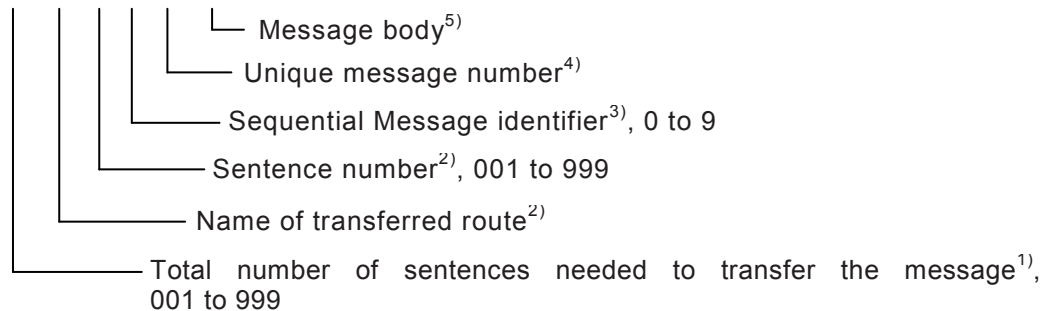 Message body5)
Unique message number4)
Sequential Message identifier3), 0 to 9
Sentence number2), 001 to 999
Name of transferred route2)
Total number of sentences needed to transfer the message1),
001 to 999